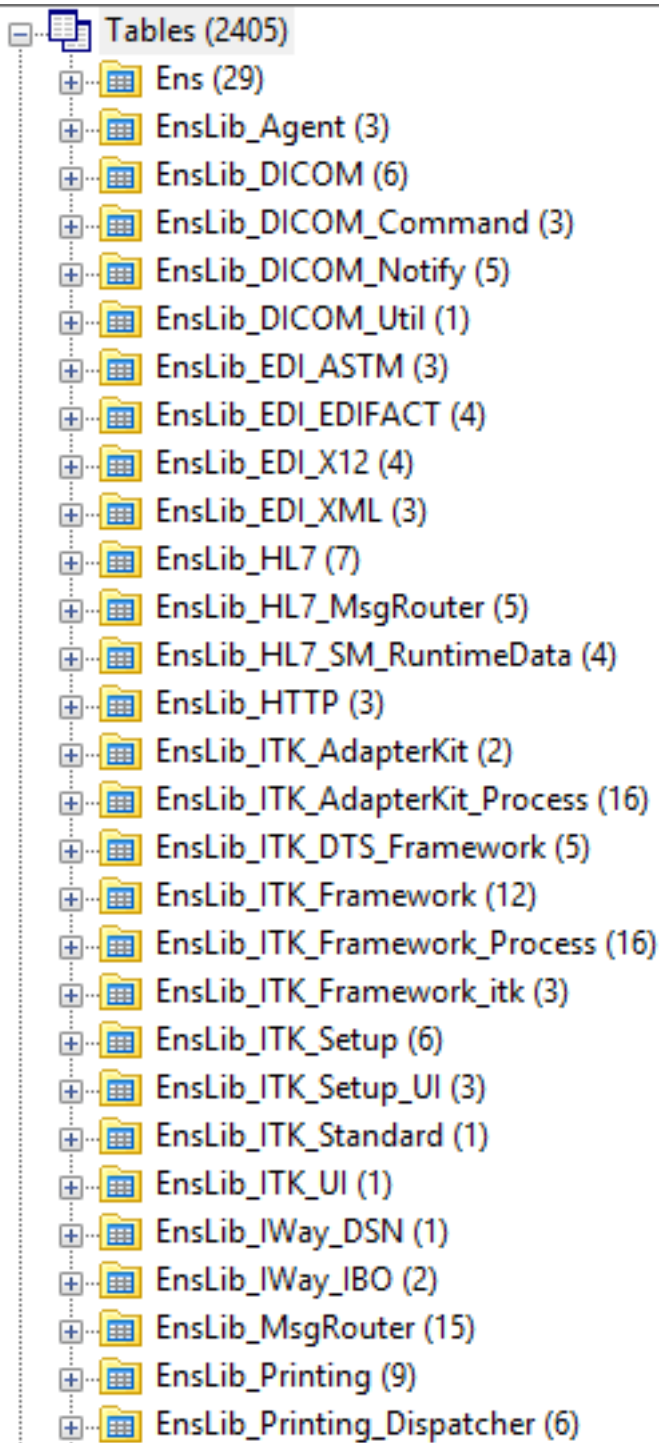 Tables (2405)
Ens (29)
EnsLib_Agent (3)
EnsLib_DICOM (6)
EnsLib_DICOM_Command (3)
EnsLib_DICOM_Notify (5)
EnsLib_DICOM_Util (1)
EnsLib_EDI_ASTM (3)
EnsLib_EDI_EDIFACT (4)
EnsLib_EDI_X12 (4)
EnsLib_EDI_XML (3)
EnsLib_HL7 (7)
EnsLib_HL7_MsgRouter (5)
EnsLib_HL7_SM_RuntimeData (4)
EnsLib_HTTP (3)
EnsLib_ITK_AdapterKit (2)
EnsLib_ITK_AdapterKit_Process (16)
EnsLib_ITK_DTS_Framework (5)
EnsLib_ITK_Framework (12)
EnsLib_ITK_Framework_Process (16)
EnsLib_ITK_Framework_itk (3)
EnsLib_ITK_Setup (6)
EnsLib_ITK_Setup_UI (3)
EnsLib_ITK_Standard (1)
EnsLib_ITK_UI (1)
EnsLib_IWay_DSN (1)
EnsLib_IWay_IBO (2)
EnsLib_MsgRouter (15)
EnsLib_Printing (9)
EnsLib_Printing_Dispatcher (6)